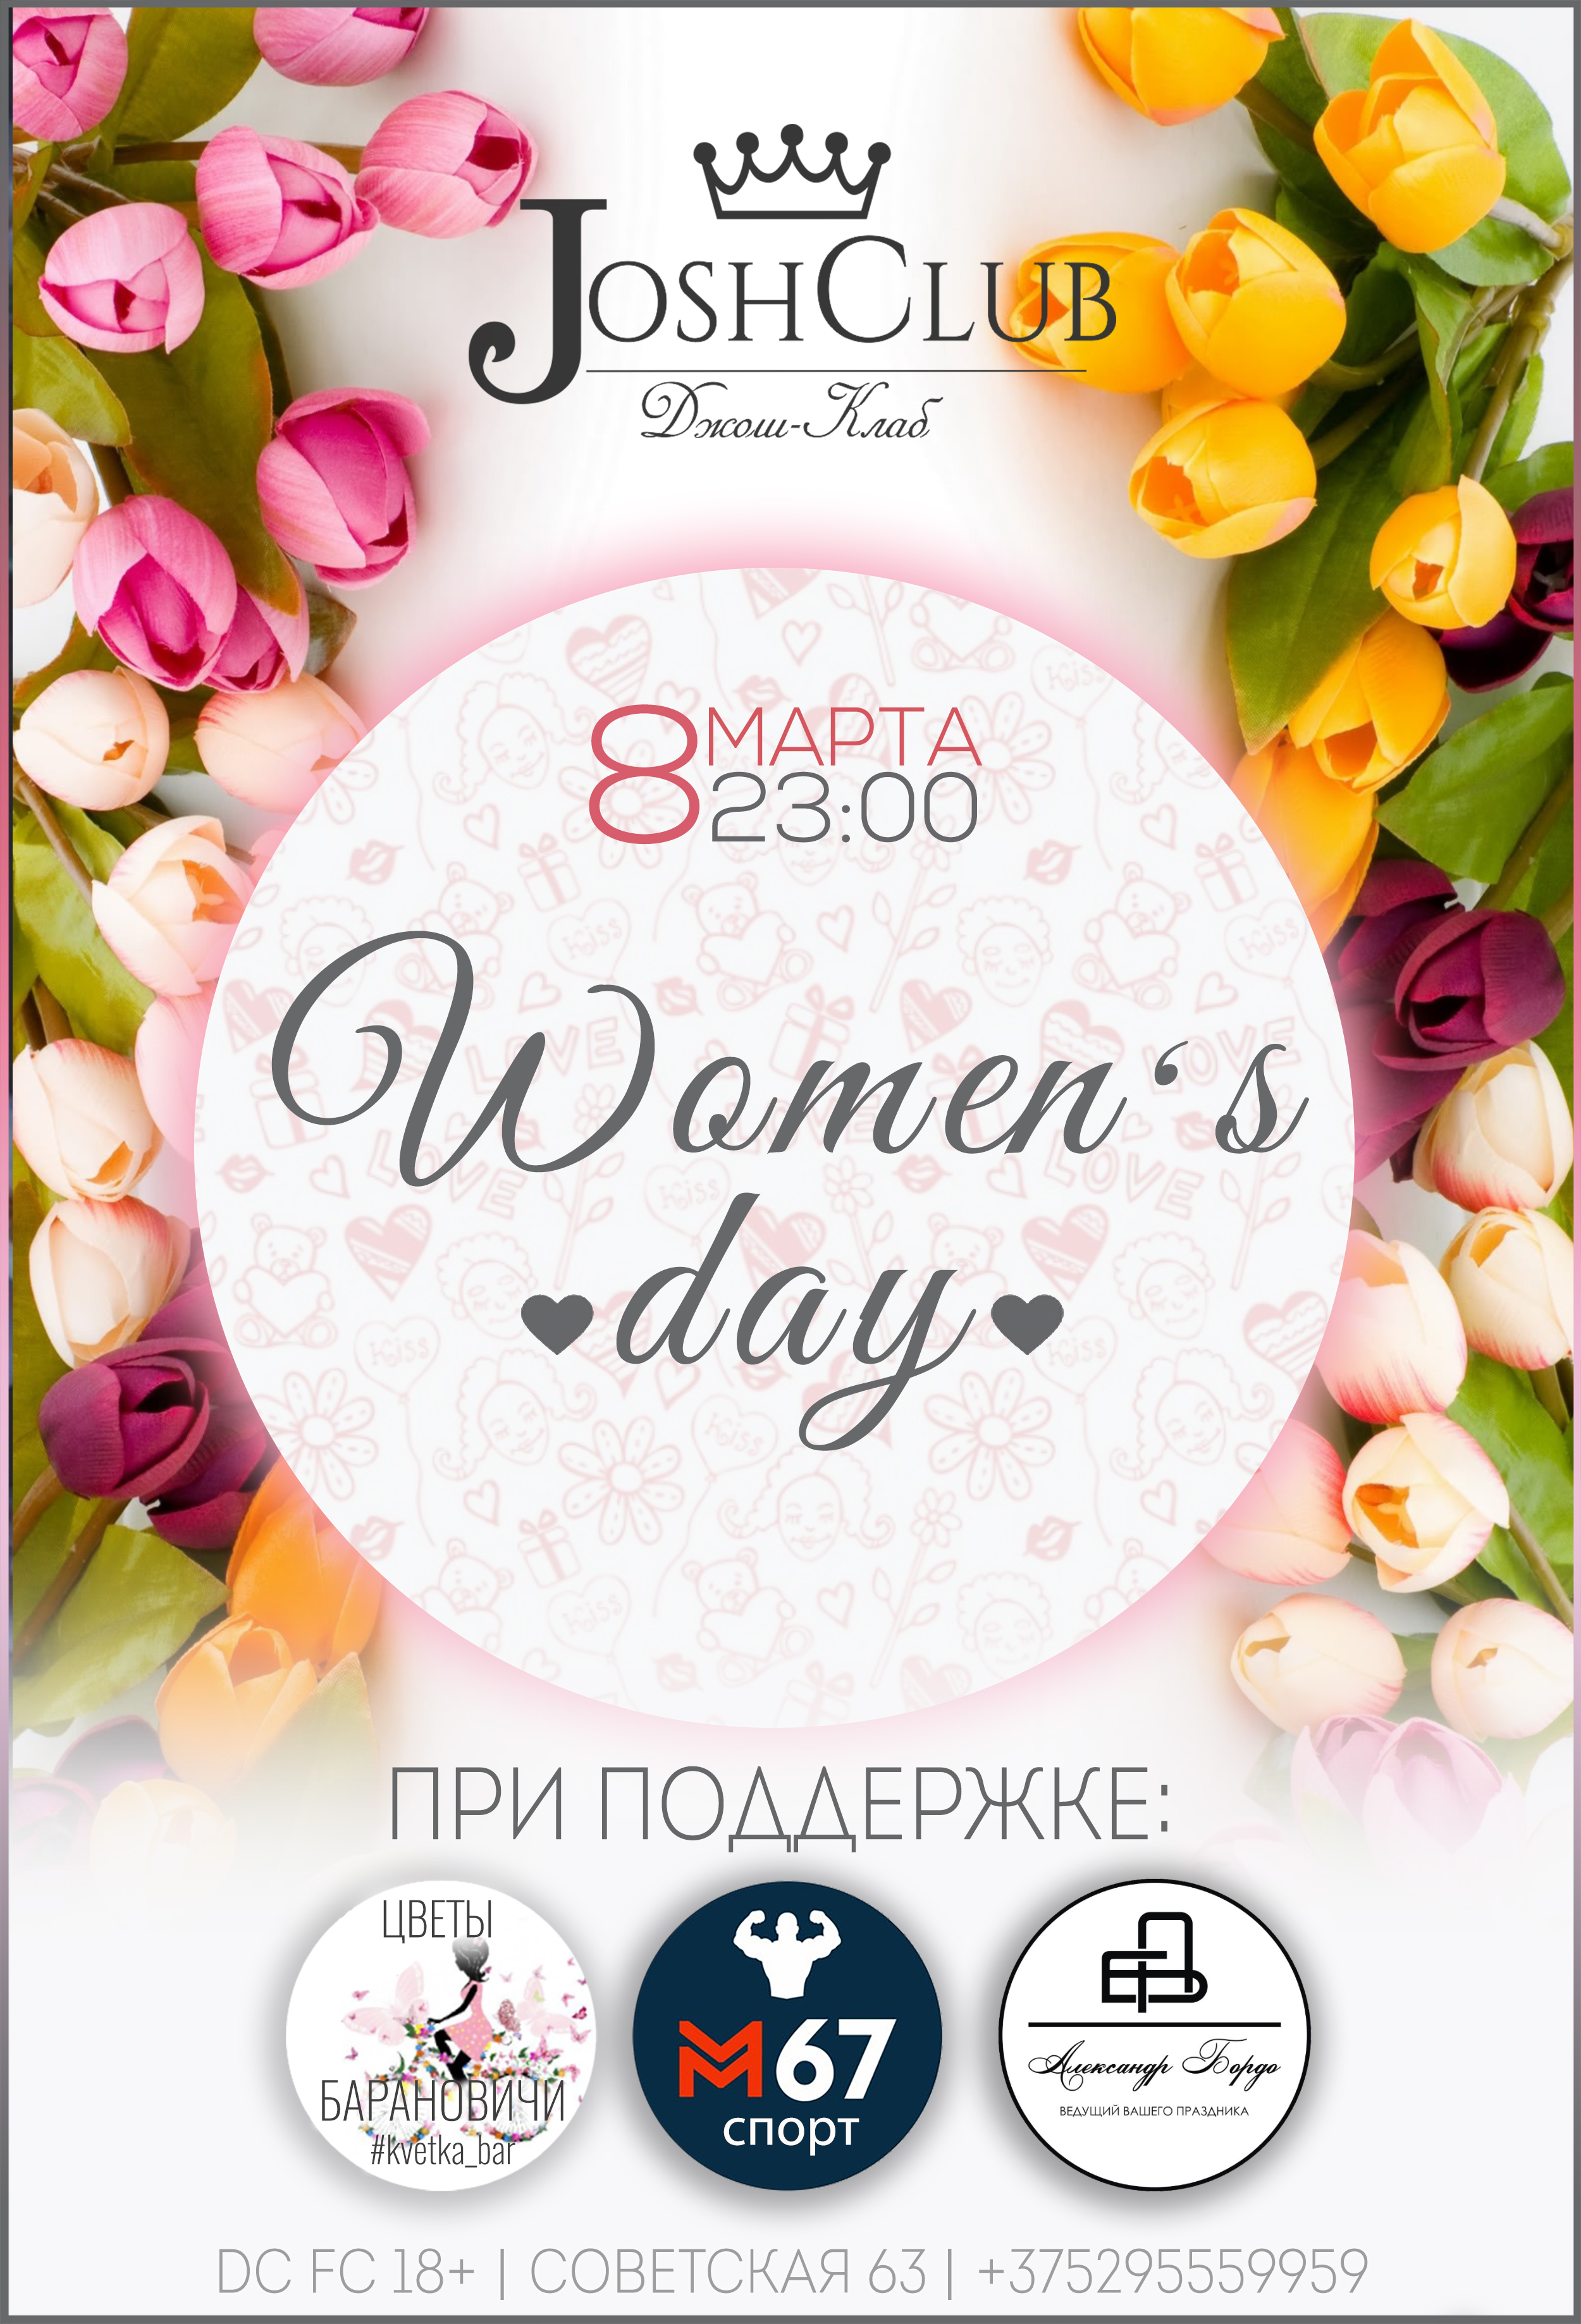 JOSHCLUB
Джош-Клаб
8 МАРТА
23:00
Women‘s
day
ПРИ ПОДДЕРЖКЕ:
ЦВЕТЫ
БАРАНОВИЧИ
#kvetka_bar
М67
спорт
Александр Бордо
ВЕДУЩИЙ ВАШЕГО ПРАЗДНИКА
DC FC 18+ | СОВЕТСКАЯ 63 | +375295559959